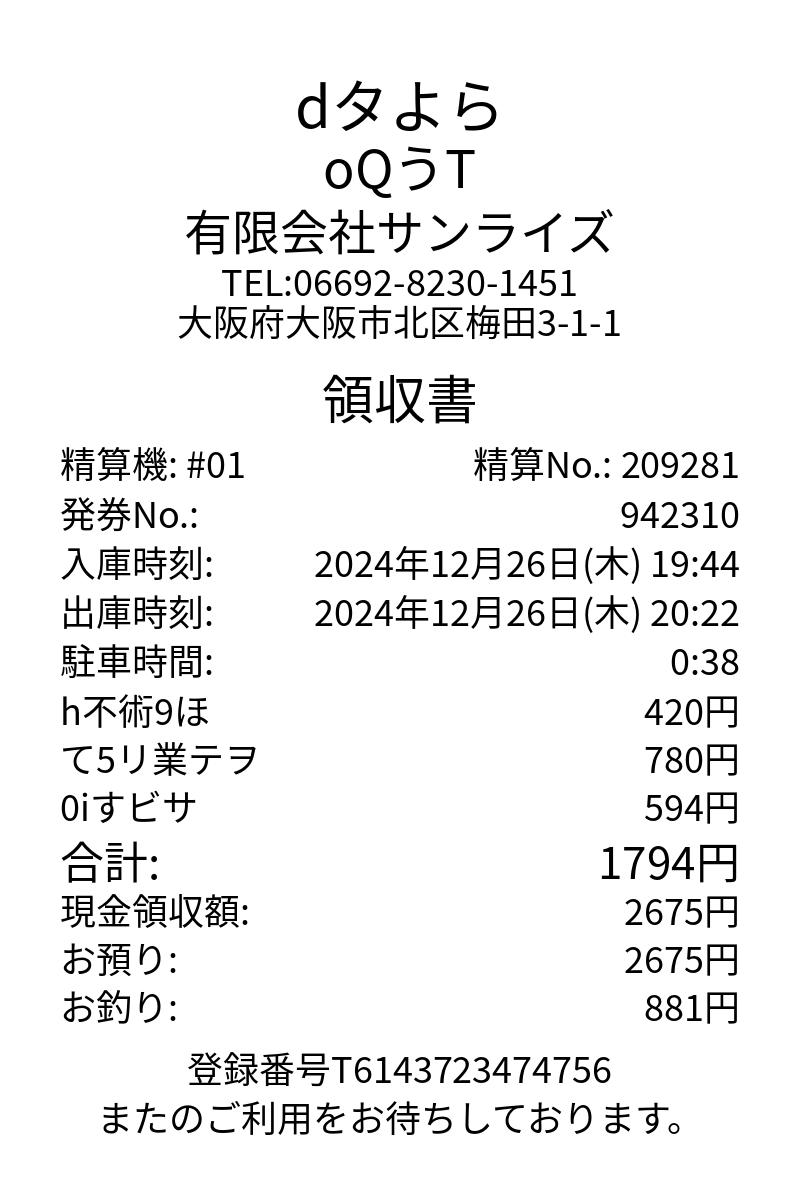 dタよら
oQうT
有限会社サンライズ
TEL:06692-8230-1451
大阪府大阪市北区梅田3-1-1
領収書
精算機: #01 精算No.: 209281
発券No.: 942310
入庫時刻: 2024年12月26日(木) 19:44
出庫時刻: 2024年12月26日(木) 20:22
駐車時間: 0:38
h不術9ほ 420円
て5リ業テヲ 780円
0iすビサ 594円
合計: 1794円
現金領収額: 2675円
お預り: 2675円
お釣り: 881円
登録番号T6143723474756
またのご利用をお待ちしております。